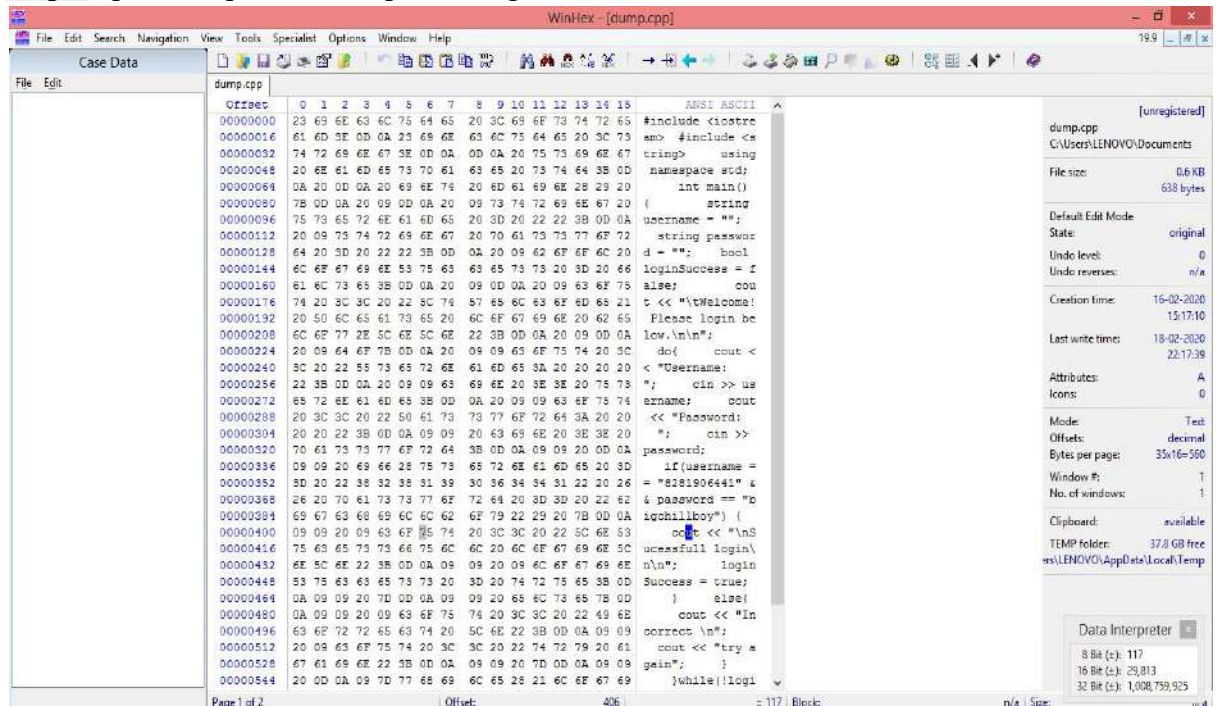 WinHex - [dump.cpp]
File Edit Search Navigation View Tools Specialist Options Window Help 19.9
Case Data
File Edit
dump.cpp
Offset 0 1 2 3 4 5 6 7 8 9 10 11 12 13 14 15 ANSI ASCII
00000000 23 69 6E 63 6C 75 64 65 20 3C 69 6F 73 74 72 65 #include <iostre
00000016 61 6D 3E 0D 0A 23 69 6E 63 6C 75 64 65 20 3C 73 am> #include <s
00000032 74 72 69 6E 67 3E 0D 0A 0D 0A 20 75 73 69 6E 67 tring> using
00000048 20 6E 61 6D 65 73 70 61 63 65 20 73 74 64 3B 0D namespace std;
00000064 0A 20 0D 0A 20 69 6E 74 20 6D 61 69 6E 28 29 20 int main()
00000080 7B 0D 0A 20 09 0D 0A 20 09 73 74 72 69 6E 67 20 { string
00000096 75 73 65 72 6E 61 6D 65 20 3D 20 22 22 3B 0D 0A username = "";
00000112 20 09 73 74 72 69 6E 67 20 70 61 73 73 77 6F 72 string passwor
00000128 64 20 3D 20 22 22 3B 0D 0A 20 09 62 6F 6F 6C 20 d = ""; bool
00000144 6C 6F 67 69 6E 53 75 63 63 65 73 73 20 3D 20 66 loginSuccess = f
00000160 61 6C 73 65 3B 0D 0A 20 09 0D 0A 20 09 63 6F 75 alse; cou
00000176 74 20 3C 3C 20 22 5C 74 57 65 6C 63 6F 6D 65 21 t << "\tWelcome!
00000192 20 50 6C 65 61 73 65 20 6C 6F 67 69 6E 20 62 65 Please login be
00000208 6C 6F 77 2E 5C 6E 5C 6E 22 3B 0D 0A 20 09 0D 0A low.\n\n";
00000224 20 09 64 6F 7B 0D 0A 20 09 09 63 6F 75 74 20 3C do{ cout <
00000240 3C 20 22 55 73 65 72 6E 61 6D 65 3A 20 20 20 20 < "Username:
00000256 22 3B 0D 0A 20 09 09 63 69 6E 20 3E 3E 20 75 73 "; cin >> us
00000272 65 72 6E 61 6D 65 3B 0D 0A 20 09 09 63 6F 75 74 ername; cout
00000288 20 3C 3C 20 22 50 61 73 73 77 6F 72 64 3A 20 20 << "Password:
00000304 20 20 22 3B 0D 0A 09 09 20 63 69 6E 20 3E 3E 20 "; cin >>
00000320 70 61 73 73 77 6F 72 64 3B 0D 0A 09 09 20 0D 0A password;
00000336 09 09 20 69 66 28 75 73 65 72 6E 61 6D 65 20 3D if(username =
00000352 3D 20 22 38 32 38 31 39 30 36 34 34 31 22 20 26 = "8281906441" &
00000368 26 20 70 61 73 73 77 6F 72 64 20 3D 3D 20 22 62 & password == "b
00000384 69 67 63 68 69 6C 6C 62 6F 79 22 29 20 7B 0D 0A igchillboy") {
00000400 09 09 20 09 63 6F 75 74 20 3C 3C 20 22 5C 6E 53 cout << "\nS
00000416 75 63 65 73 73 66 75 6C 6C 20 6C 6F 67 69 6E 5C ucessfull login\
00000432 6E 5C 6E 22 3B 0D 0A 09 09 20 09 6C 6F 67 69 6E n\n"; login
00000448 53 75 63 63 65 73 73 20 3D 20 74 72 75 65 3B 0D Success = true;
00000464 0A 09 09 20 7D 0D 0A 09 09 20 65 6C 73 65 7B 0D } else{
00000480 0A 09 09 20 09 63 6F 75 74 20 3C 3C 20 22 49 6E cout << "In
00000496 63 6F 72 72 65 63 74 20 5C 6E 22 3B 0D 0A 09 09 correct \n";
00000512 20 09 63 6F 75 74 20 3C 3C 20 22 74 72 79 20 61 cout << "try a
00000528 67 61 69 6E 22 3B 0D 0A 09 09 20 7D 0D 0A 09 09 gain"; }
00000544 20 0D 0A 09 7D 77 68 69 6C 65 28 21 6C 6F 67 69 }while(!logi
[unregistered]
dump.cpp
C:\Users\LENOVO\Documents
File size: 0.6 KB
638 bytes
Default Edit Mode
State: original
Undo level: 0
Undo reverses: n/a
Creation time: 16-02-2020
15:17:10
Last write time: 18-02-2020
22:17:39
Attributes: A
Icons: 0
Mode: Text
Offsets: decimal
Bytes per page: 35x16=560
Window #: 1
No. of windows: 1
Clipboard: available
TEMP folder: 37.8 GB free
ers\LENOVO\AppData\Local\Temp
Data Interpreter
8 Bit (±): 117
16 Bit (±): 29,813
32 Bit (±): 1,008,759,925
Page 1 of 2 Offset: 406 = 117 Block: n/a Size: